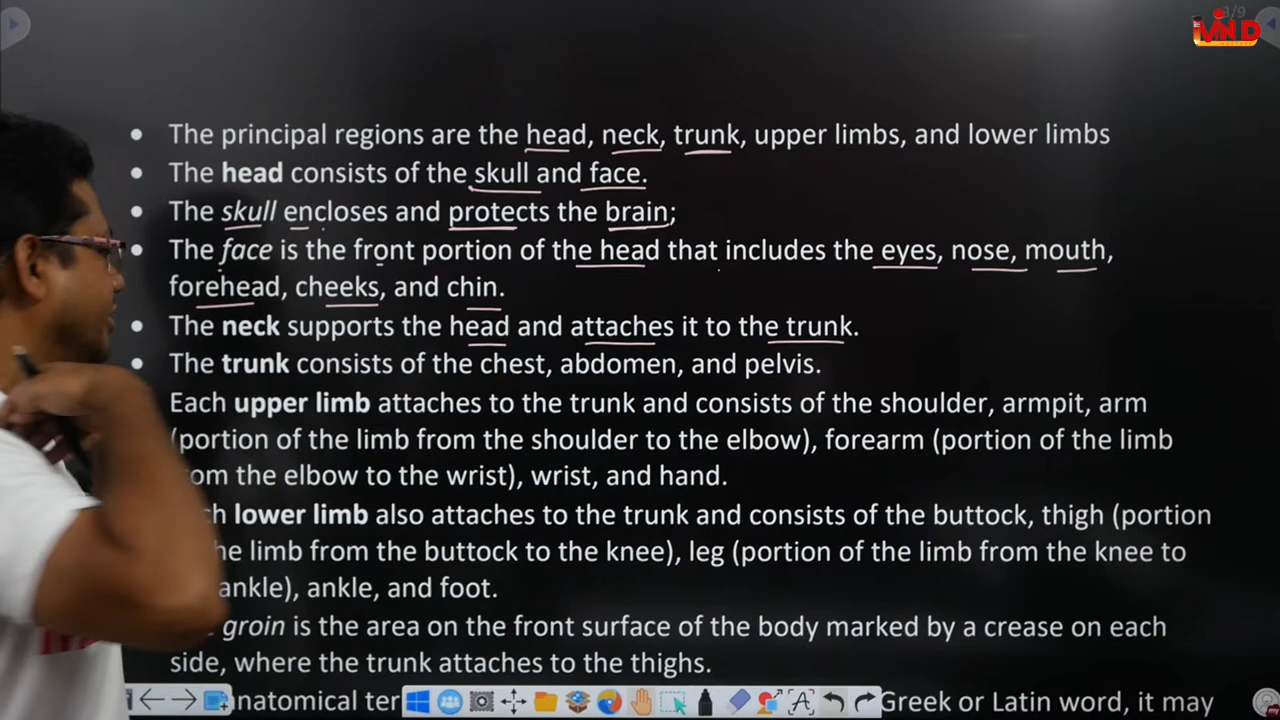 3/9
MIND
The principal regions are the head, neck, trunk, upper limbs, and lower limbs
The head consists of the skull and face.
The skull encloses and protects the brain;
The face is the front portion of the head that includes the eyes, nose, mouth,
forehead, cheeks, and chin.
The neck supports the head and attaches it to the trunk.
The trunk consists of the chest, abdomen, and pelvis.
Each upper limb attaches to the trunk and consists of the shoulder, armpit, arm
(portion of the limb from the shoulder to the elbow), forearm (portion of the limb
om the elbow to the wrist), wrist, and hand.
h lower limb also attaches to the trunk and consists of the buttock, thigh (portion
he limb from the buttock to the knee), leg (portion of the limb from the knee to
ankle), ankle, and foot.
groin is the area on the front surface of the body marked by a crease on each
side, where the trunk attaches to the thighs.
natomical ter Greek or Latin word, it may